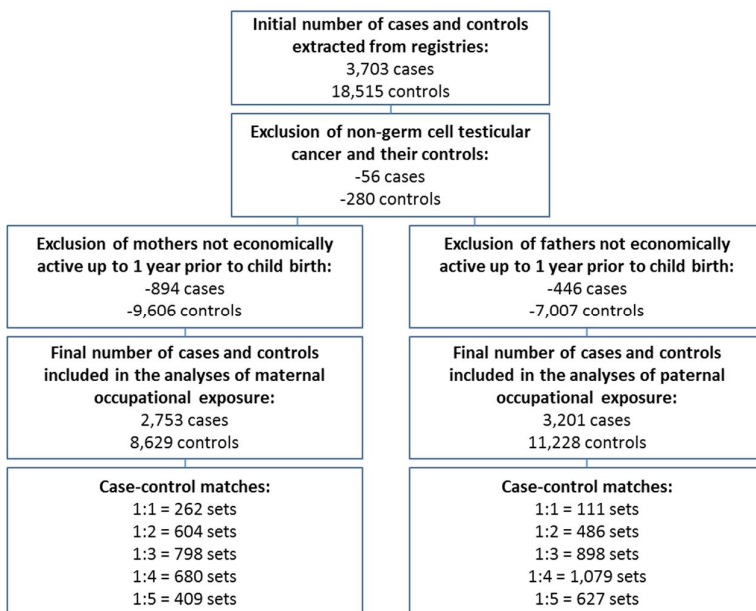 Initial number of cases and controls
extracted from registries:
3,703 cases
18,515 controls
Exclusion of non-germ cell testicular
cancer and their controls:
-56 cases
-280 controls
Exclusion of mothers not economically
active up to 1 year prior to child birth:
-894 cases
-9,606 controls
Final number of cases and controls
included in the analyses of maternal
occupational exposure:
2,753 cases
8,629 controls
Case-control matches:
1:1 = 262 sets
1:2 = 604 sets
1:3 = 798 sets
1:4 = 680 sets
1:5 = 409 sets
Exclusion of fathers not economically
active up to 1 year prior to child birth:
-446 cases
-7,007 controls
Final number of cases and controls
included in the analyses of paternal
occupational exposure:
3,201 cases
11,228 controls
Case-control matches:
1:1 = 111 sets
1:2 = 486 sets
1:3 = 898 sets
1:4 = 1,079 sets
1:5 = 627 sets